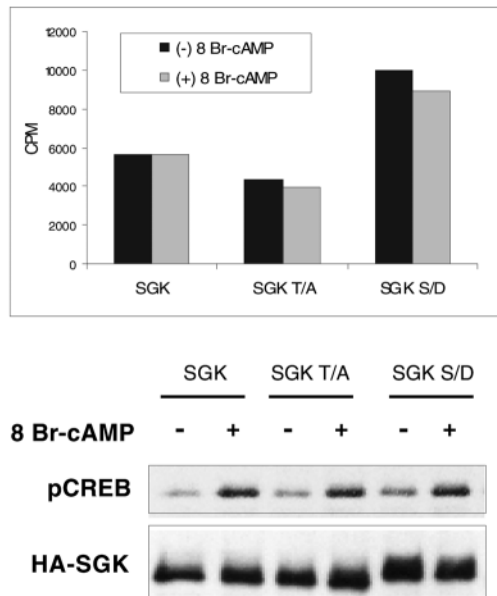 (-) 8 Br-cAMP
(+) 8 Br-cAMP
12000
10000
8000
6000
4000
2000
0
CPM
SGK SGK T/A SGK S/D
SGK SGK T/A SGK S/D
8 Br-cAMP - + - + - +
pCREB
HA-SGK